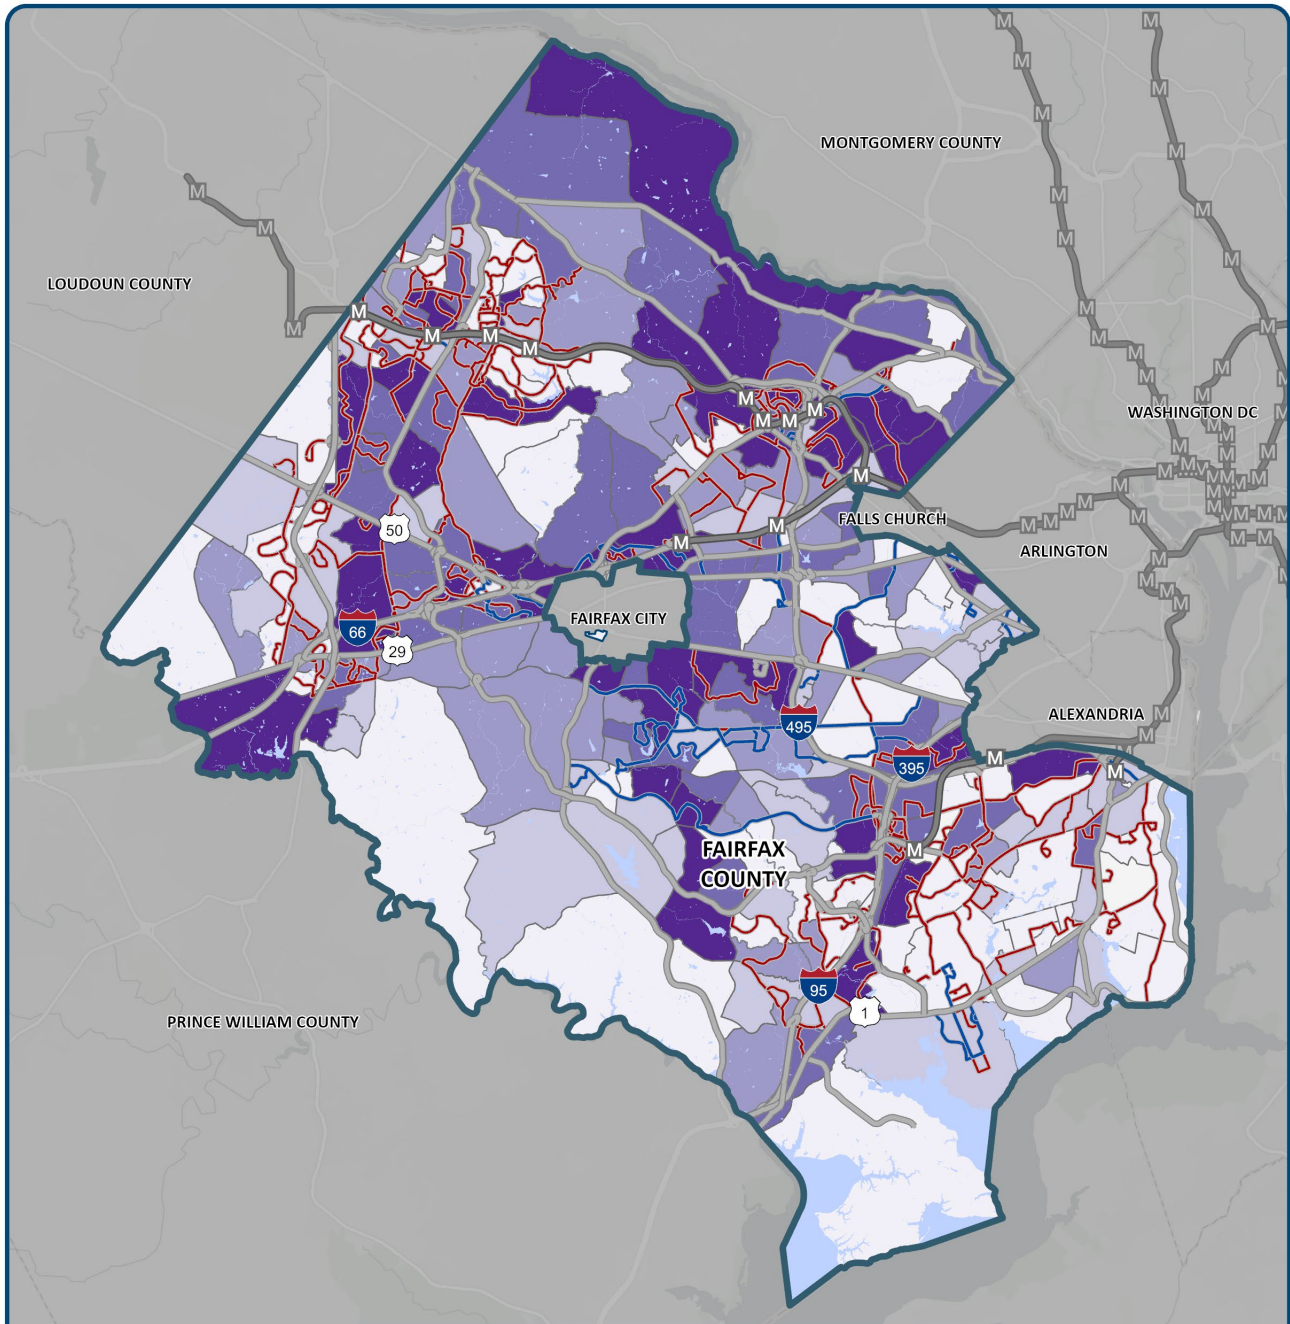 MONTGOMERY COUNTY
LOUDOUN COUNTY
M
M
M
M
M
M
M
WASHINGTON DC
M
M
M
M
M
50
FALLS CHURCH
M
M
ARLINGTON
FAIRFAX CITY
66
29
495
ALEXANDRIA
395
M
M
FAIRFAX
COUNTY
M
95
1
PRINCE WILLIAM COUNTY